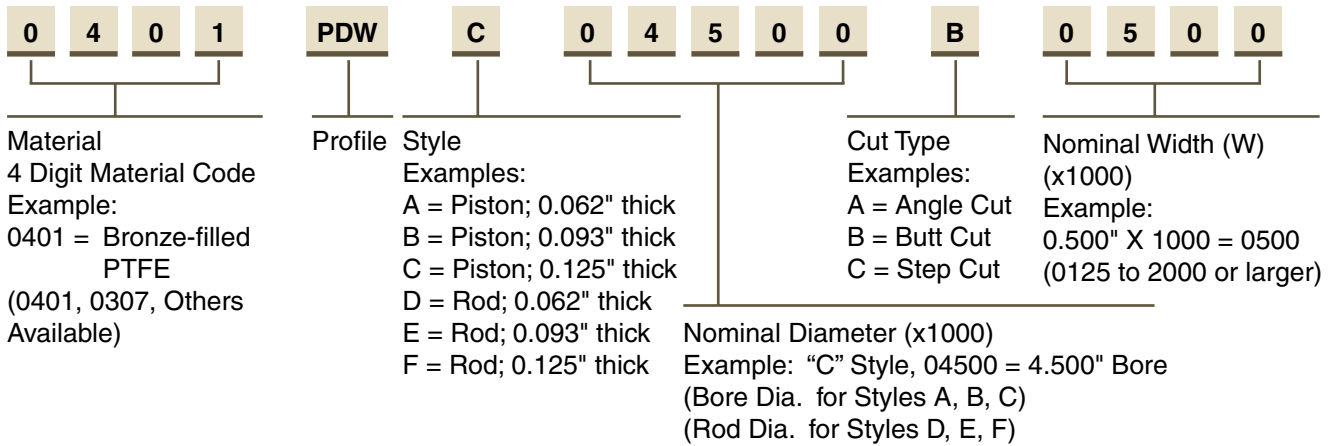 0 4 0 1 PDW C 0 4 5 0 0 B 0 5 0 0
Material
4 Digit Material Code
Example:
0401 = Bronze-filled
PTFE
(0401, 0307, Others
Available)
Profile
Style
Examples:
A = Piston; 0.062" thick
B = Piston; 0.093" thick
C = Piston; 0.125" thick
D = Rod; 0.062" thick
E = Rod; 0.093" thick
F = Rod; 0.125" thick
Nominal Diameter (x1000)
Example: “C” Style, 04500 = 4.500" Bore
(Bore Dia. for Styles A, B, C)
(Rod Dia. for Styles D, E, F)
Cut Type
Examples:
A = Angle Cut
B = Butt Cut
C = Step Cut
Nominal Width (W)
(x1000)
Example:
0.500" X 1000 = 0500
(0125 to 2000 or larger)